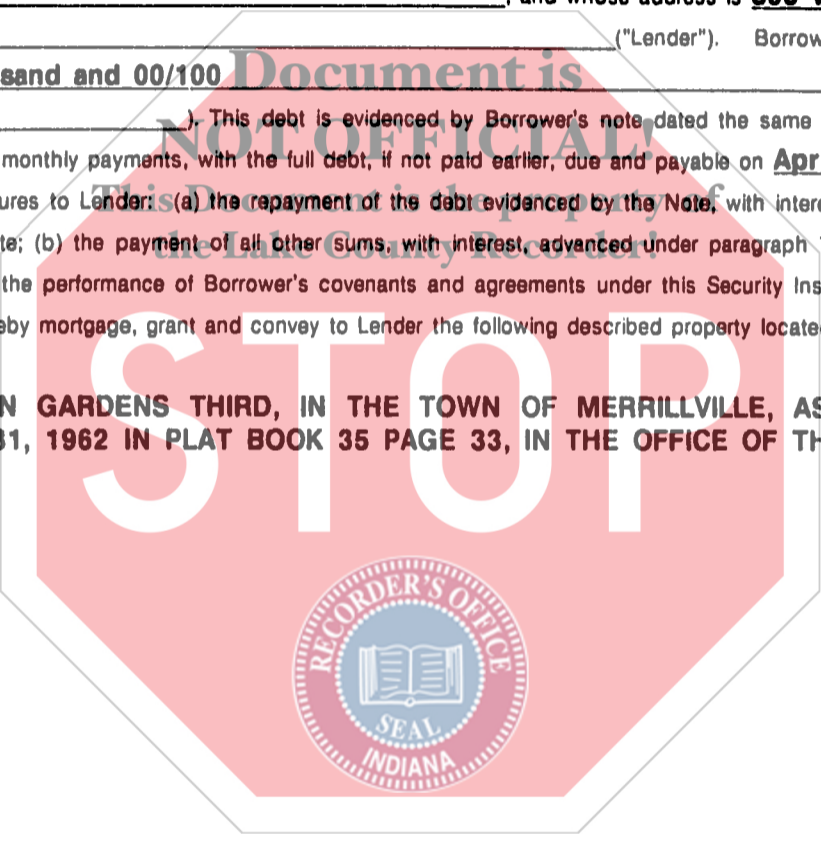 , and whose address is
("Lender"). Borrow
sand and 00/100
Document is
). This debt is evidenced by Borrower's note dated the same
NOT OFFICIAL!
monthly payments, with the full debt, if not paid earlier, due and payable on Apr
This Document is the property of
ures to Lender: (a) the repayment of the debt evidenced by the Note, with intere
the Lake County Recorder!
te; (b) the payment of all other sums, with interest, advanced under paragraph
the performance of Borrower's covenants and agreements under this Security Ins
eby mortgage, grant and convey to Lender the following described property locate
N GARDENS THIRD, IN THE TOWN OF MERRILLVILLE, AS
31, 1962 IN PLAT BOOK 35 PAGE 33, IN THE OFFICE OF TH
STOP
RECORDER'S OFFICE
SEAL
INDIANA